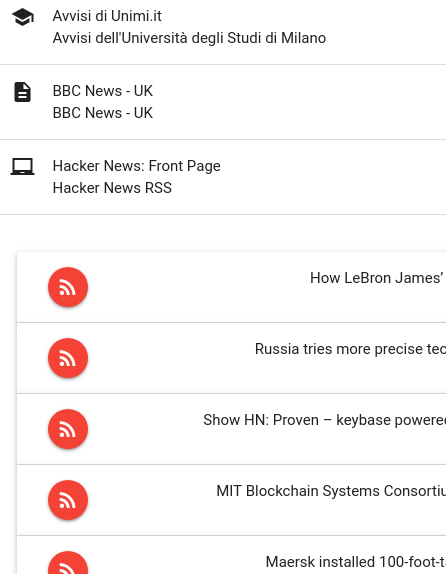 Avvisi di Unimi.it
Avvisi dell'Università degli Studi di Milano
BBC News - UK
BBC News - UK
Hacker News: Front Page
Hacker News RSS
How LeBron James’
Russia tries more precise tec
Show HN: Proven – keybase powere
MIT Blockchain Systems Consortiu
Maersk installed 100-foot-t